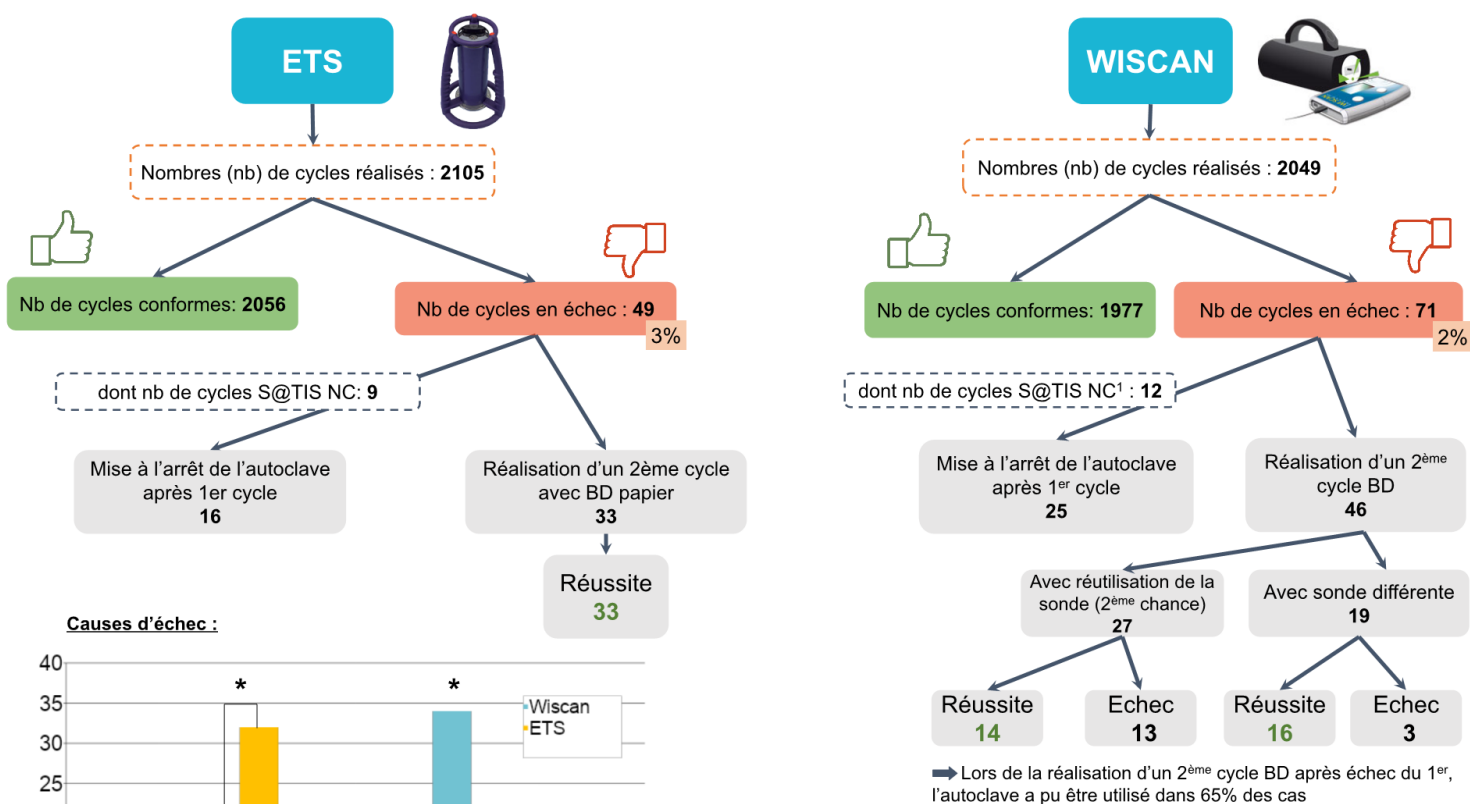 ETS
Nombres (nb) de cycles réalisés : 2105
Nb de cycles conformes: 2056
Nb de cycles en échec : 49
3%
dont nb de cycles S@TIS NC: 9
Mise à l’arrêt de l’autoclave
après 1er cycle
16
Réalisation d’un 2ème cycle
avec BD papier
33
Réussite
33
Causes d’échec :
40
35
30
25
*
*
Wiscan
ETS
WISCAN
Nombres (nb) de cycles réalisés : 2049
Nb de cycles conformes: 1977
Nb de cycles en échec : 71
2%
dont nb de cycles S@TIS NC¹ : 12
Mise à l’arrêt de l’autoclave
après 1er cycle
25
Réalisation d’un 2ème
cycle BD
46
Avec réutilisation de la
sonde (2ème chance)
27
Avec sonde différente
19
Réussite
14
Echec
13
Réussite
16
Echec
3
Lors de la réalisation d’un 2ème cycle BD après échec du 1er,
l’autoclave a pu être utilisé dans 65% des cas